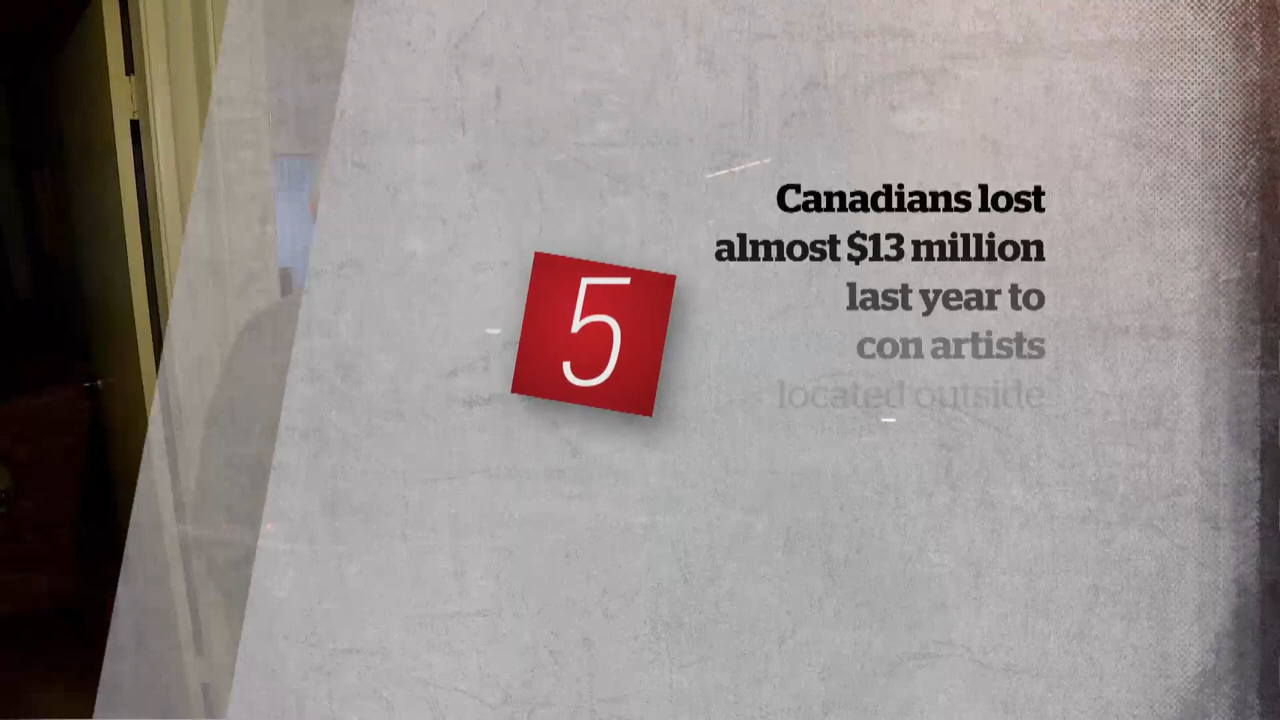 5
Canadians lost
almost $13 million
last year to
con artists
located outside